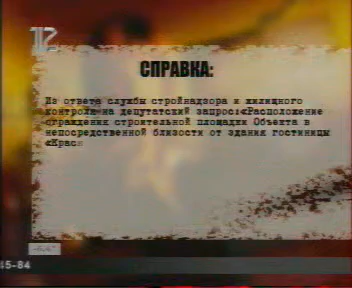 12
СПРАВКА:
Из ответа службы стройнадзора и жилищного
контроля на депутатский запрос:«Расположение
ограждения строительной площадки Объекта в
непосредственной близости от здания гостиницы
«Крас
15-84